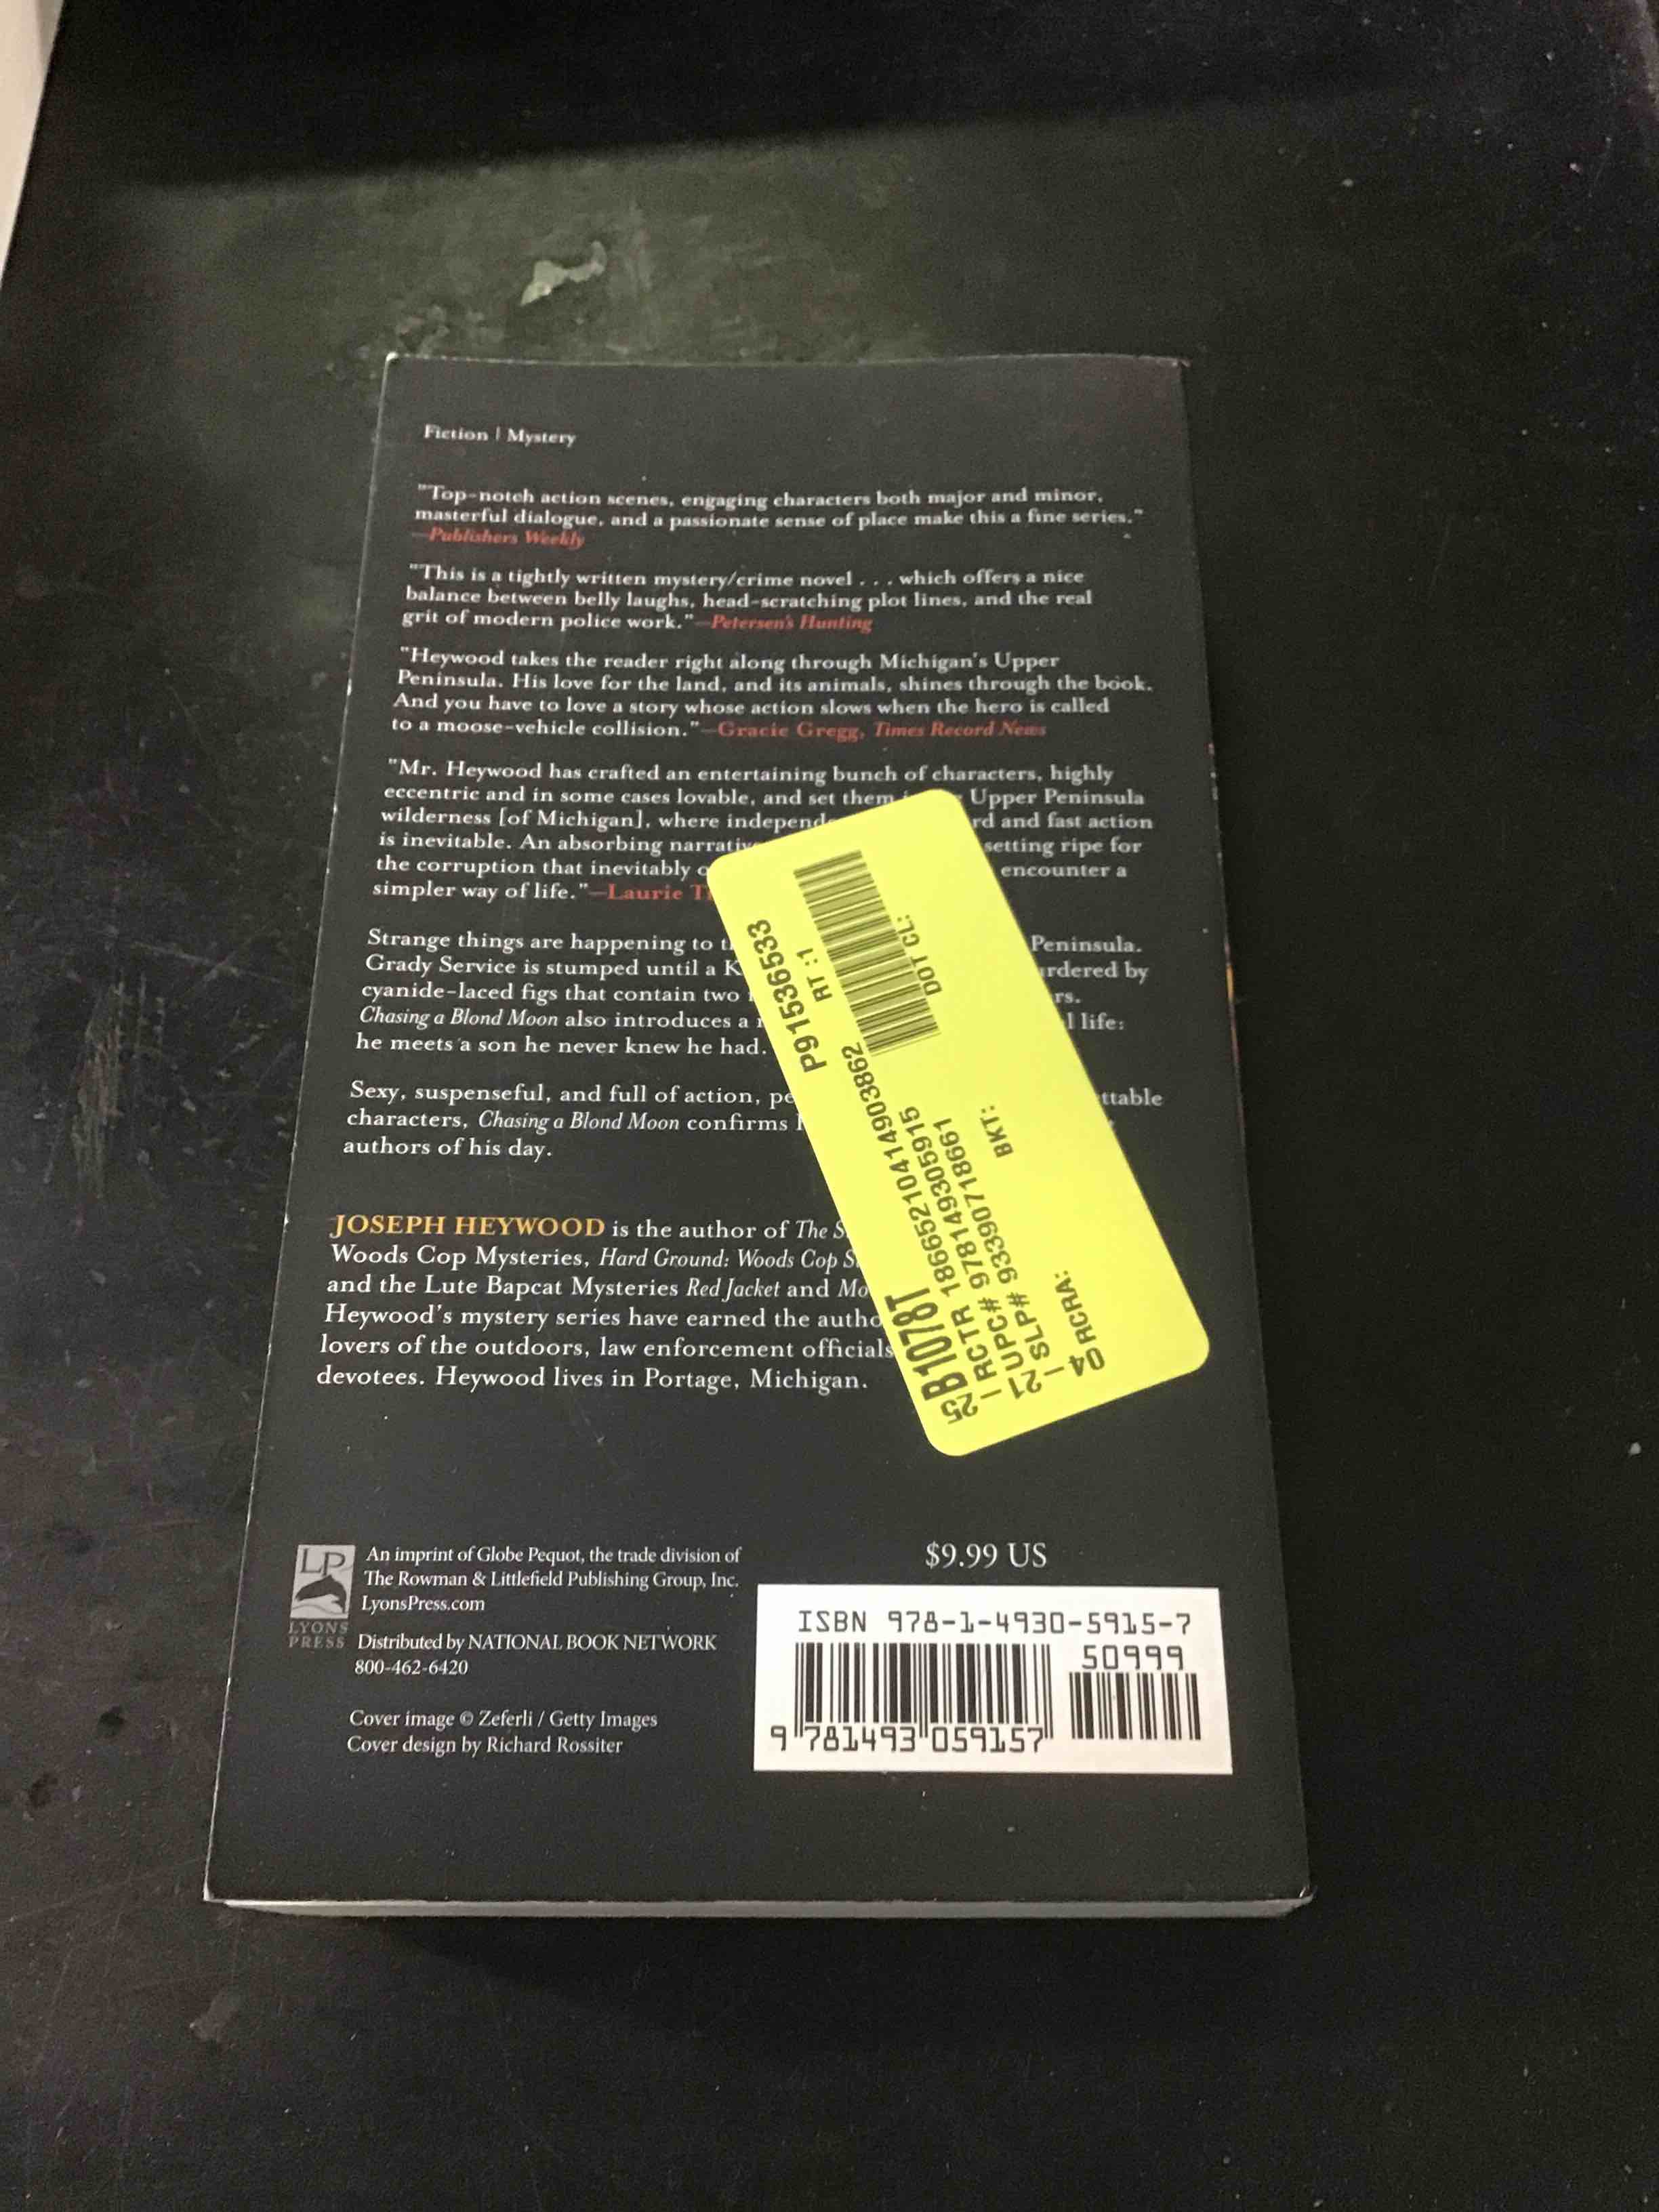 Fiction | Mystery
"Top-notch action scenes, engaging characters both major and minor,
masterful dialogue, and a passionate sense of place make this a fine series."
—Publishers Weekly
"This is a tightly written mystery/crime novel . . . which offers a nice
balance between belly laughs, head-scratching plot lines, and the real
grit of modern police work."—Petersen's Hunting
"Heywood takes the reader right along through Michigan's Upper
Peninsula. His love for the land, and its animals, shines through the book.
And you have to love a story whose action slows when the hero is called
to a moose-vehicle collision."—Gracie Gregg, Times Record News
"Mr. Heywood has crafted an entertaining bunch of characters, highly
eccentric and in some cases lovable, and set them Upper Peninsula
wilderness [of Michigan], where and fast action
is inevitable. An absorbing setting ripe for
the corruption that inevitably encounter a
simpler way of life."—Laurie
Strange things are happening to Peninsula.
Grady Service is stumped until a by
cyanide-laced figs that contain two
Chasing a Blond Moon also introduces a life:
he meets a son he never knew he had.
Sexy, suspenseful, and full of action,
characters, Chasing a Blond Moon confirms
authors of his day.
JOSEPH HEYWOOD is the author of The
Woods Cop Mysteries, Hard Ground: Woods Cop
and the Lute Bapcat Mysteries Red Jacket and
Heywood's mystery series have earned the
lovers of the outdoors, law enforcement officials
devotees. Heywood lives in Portage, Michigan.
P91536533
RT :1
DOT CL:
25B1078T
— RCTR 18665210414903862
21 UPC# 978149305915
— SLP# 93390718661
BKT:
04 RCRA:
LP
LYONS
PRESS
An imprint of Globe Pequot, the trade division of
The Rowman & Littlefield Publishing Group, Inc.
LyonsPress.com
Distributed by NATIONAL BOOK NETWORK
800-462-6420
Cover image © Zeferli / Getty Images
Cover design by Richard Rossiter
$9.99 US
ISBN 978-1-4930-5915-7
50999
9 781493 059157